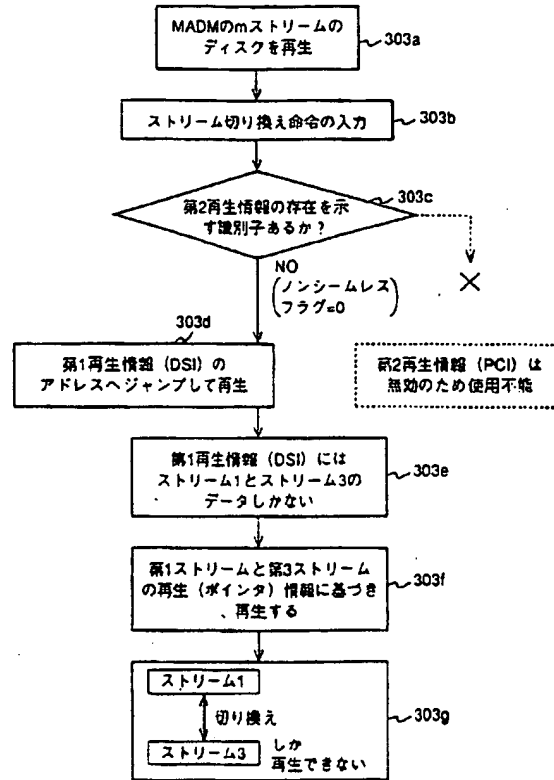 MADMのmストリームの
ディスクを再生
303a
ストリーム切り換え命令の入力
303b
303c
第2再生情報の存在を示
す識別子あるか?
NO
(ノンシームレス
フラグ=0)
303d
第1再生情報(DSI)の
アドレスへジャンプして再生
第2再生情報(PCI)は
無効のため使用不能
第1再生情報(DSI)には
ストリーム1とストリーム3の
データしかない
303e
第1ストリームと第3ストリーム
の再生(ポインタ)情報に基づき
、再生する
303f
ストリーム1
切り換え
303g
ストリーム3
しか
再生できない